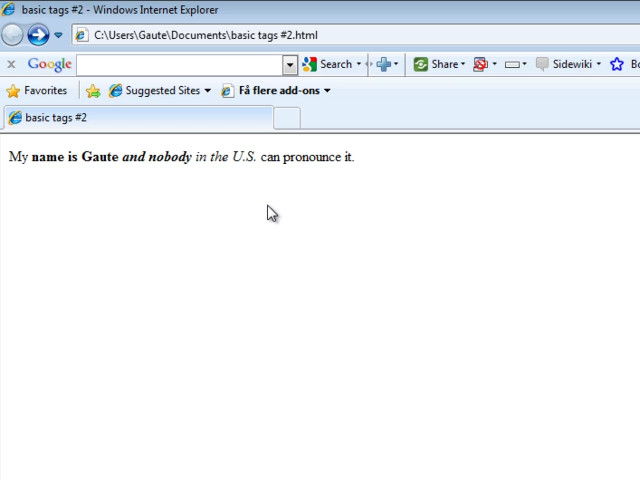 basic tags #2 - Windows Internet Explorer
C:\Users\Gaute\Documents\basic tags #2.html
x Google Search Share Sidewiki Bo
Favorites Suggested Sites Få flere add-ons
basic tags #2
My name is Gaute and nobody in the U.S. can pronounce it.